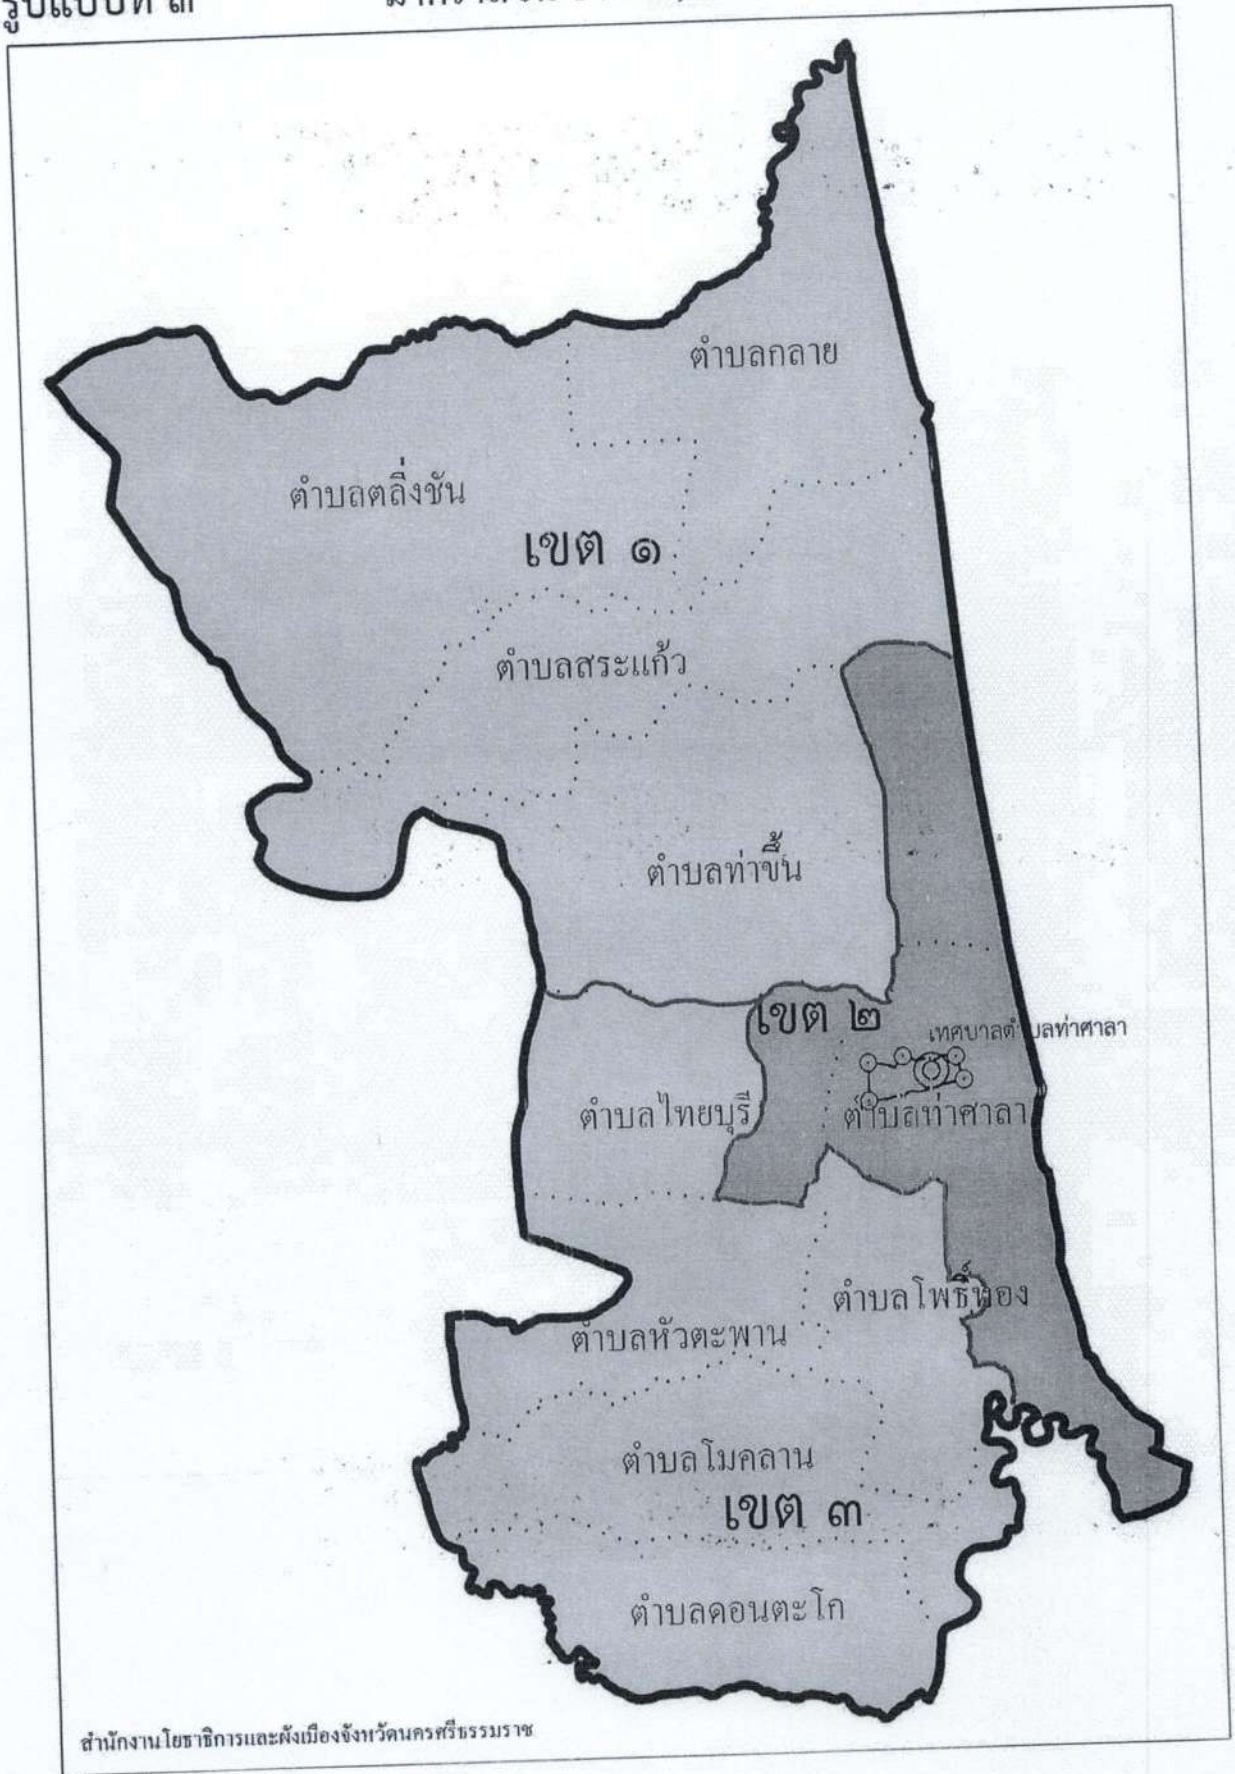 รูปแบบที่ ๓
ตำบลกลาย
ตำบลตลิ่งชัน
เขต ๑
ตำบลสระแก้ว
ตำบลท่าขึ้น
เขต ๒
เทศบาลตำบลท่าศาลา
ตำบลไทยบุรี
ตำบลท่าศาลา
ตำบลโพธิ์ทอง
ตำบลหัวตะพาน
ตำบลโมคลาน
เขต ๓
ตำบลดอนตะโก
สำนักงานโยธาธิการและผังเมืองจังหวัดนครศรีธรรมราช